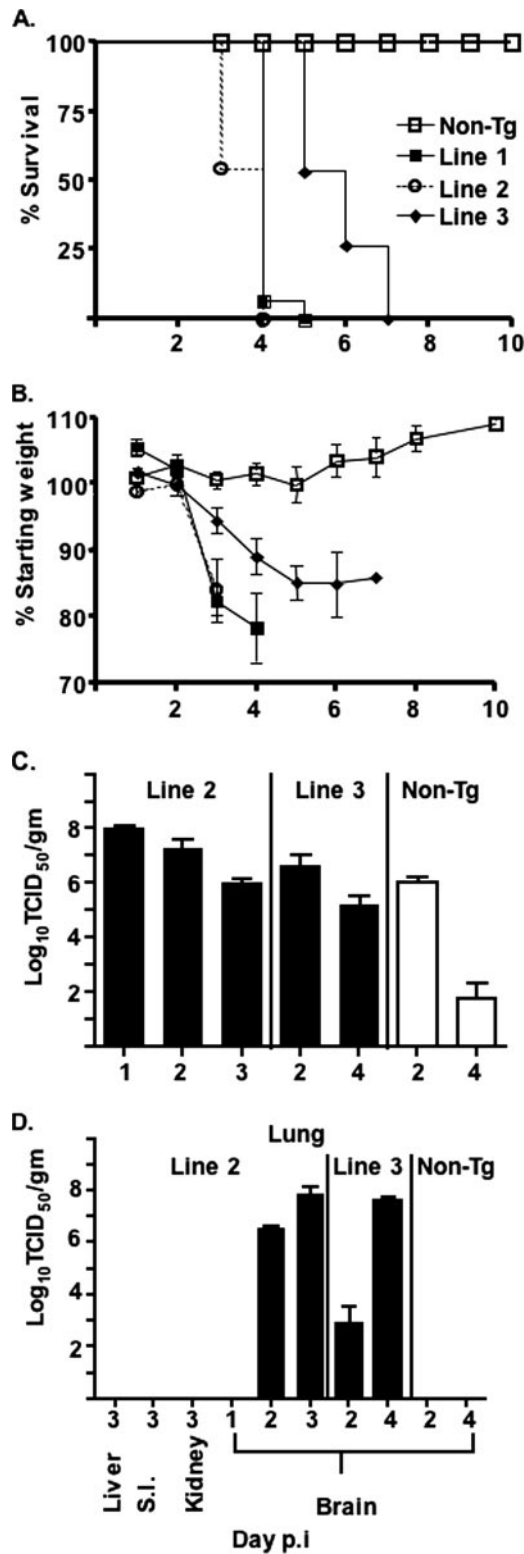 A.
100
75
50
25
% Survival
Non-Tg
Line 1
Line 2
Line 3
2 4 6 8 10
B.
110
100
90
80
70
% Starting weight
2 4 6 8 10
C.
Line 2 Line 3 Non-Tg
8
6
4
2
Log10TCID50/gm
1 2 3 2 4 2 4
D.
Lung
Line 2 Line 3 Non-Tg
8
6
4
2
Log10TCID50/gm
3 3 3 1 2 3 2 4 2 4
Liver
S.I.
Kidney
Brain
Day p.i